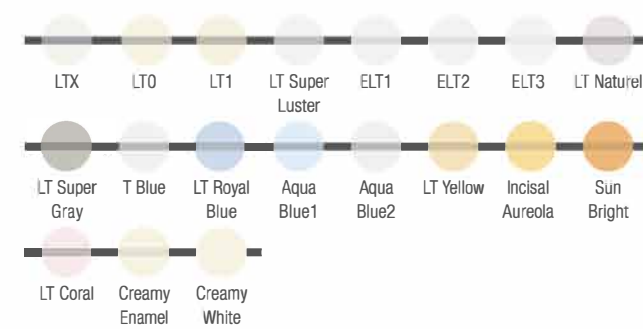 LTX LT0 LT1 LT Super Luster ELT1 ELT2 ELT3 LT Naturel
LT Super Gray T Blue LT Royal Blue Aqua Blue1 Aqua Blue2 LT Yellow Incisal Aureola Sun Bright
LT Coral Creamy Enamel Creamy White